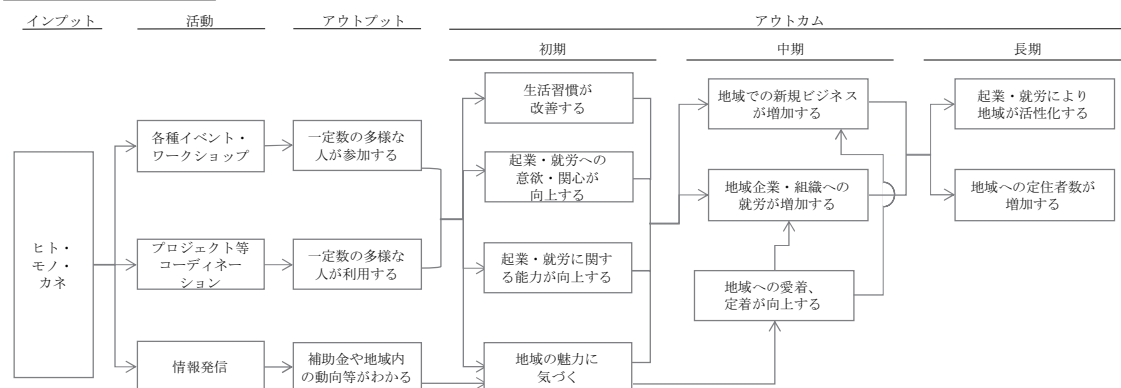 インプット
活動
アウトプット
アウトカム
初期
中期
長期
ヒト・
モノ・
カネ
各種イベント・
ワークショップ
プロジェクト等
コーディネー
ション
情報発信
一定数の多様な
人が参加する
一定数の多様な
人が利用する
補助金や地域内
の動向等がわかる
生活習慣が
改善する
起業・就労への
意欲・関心が
向上する
起業・就労に関す
る能力が向上する
地域の魅力に
気づく
地域での新規ビジネス
が増加する
地域企業・組織への
就労が増加する
地域への愛着、
定着が向上する
起業・就労により
地域が活性化する
地域への定住者数が
増加する